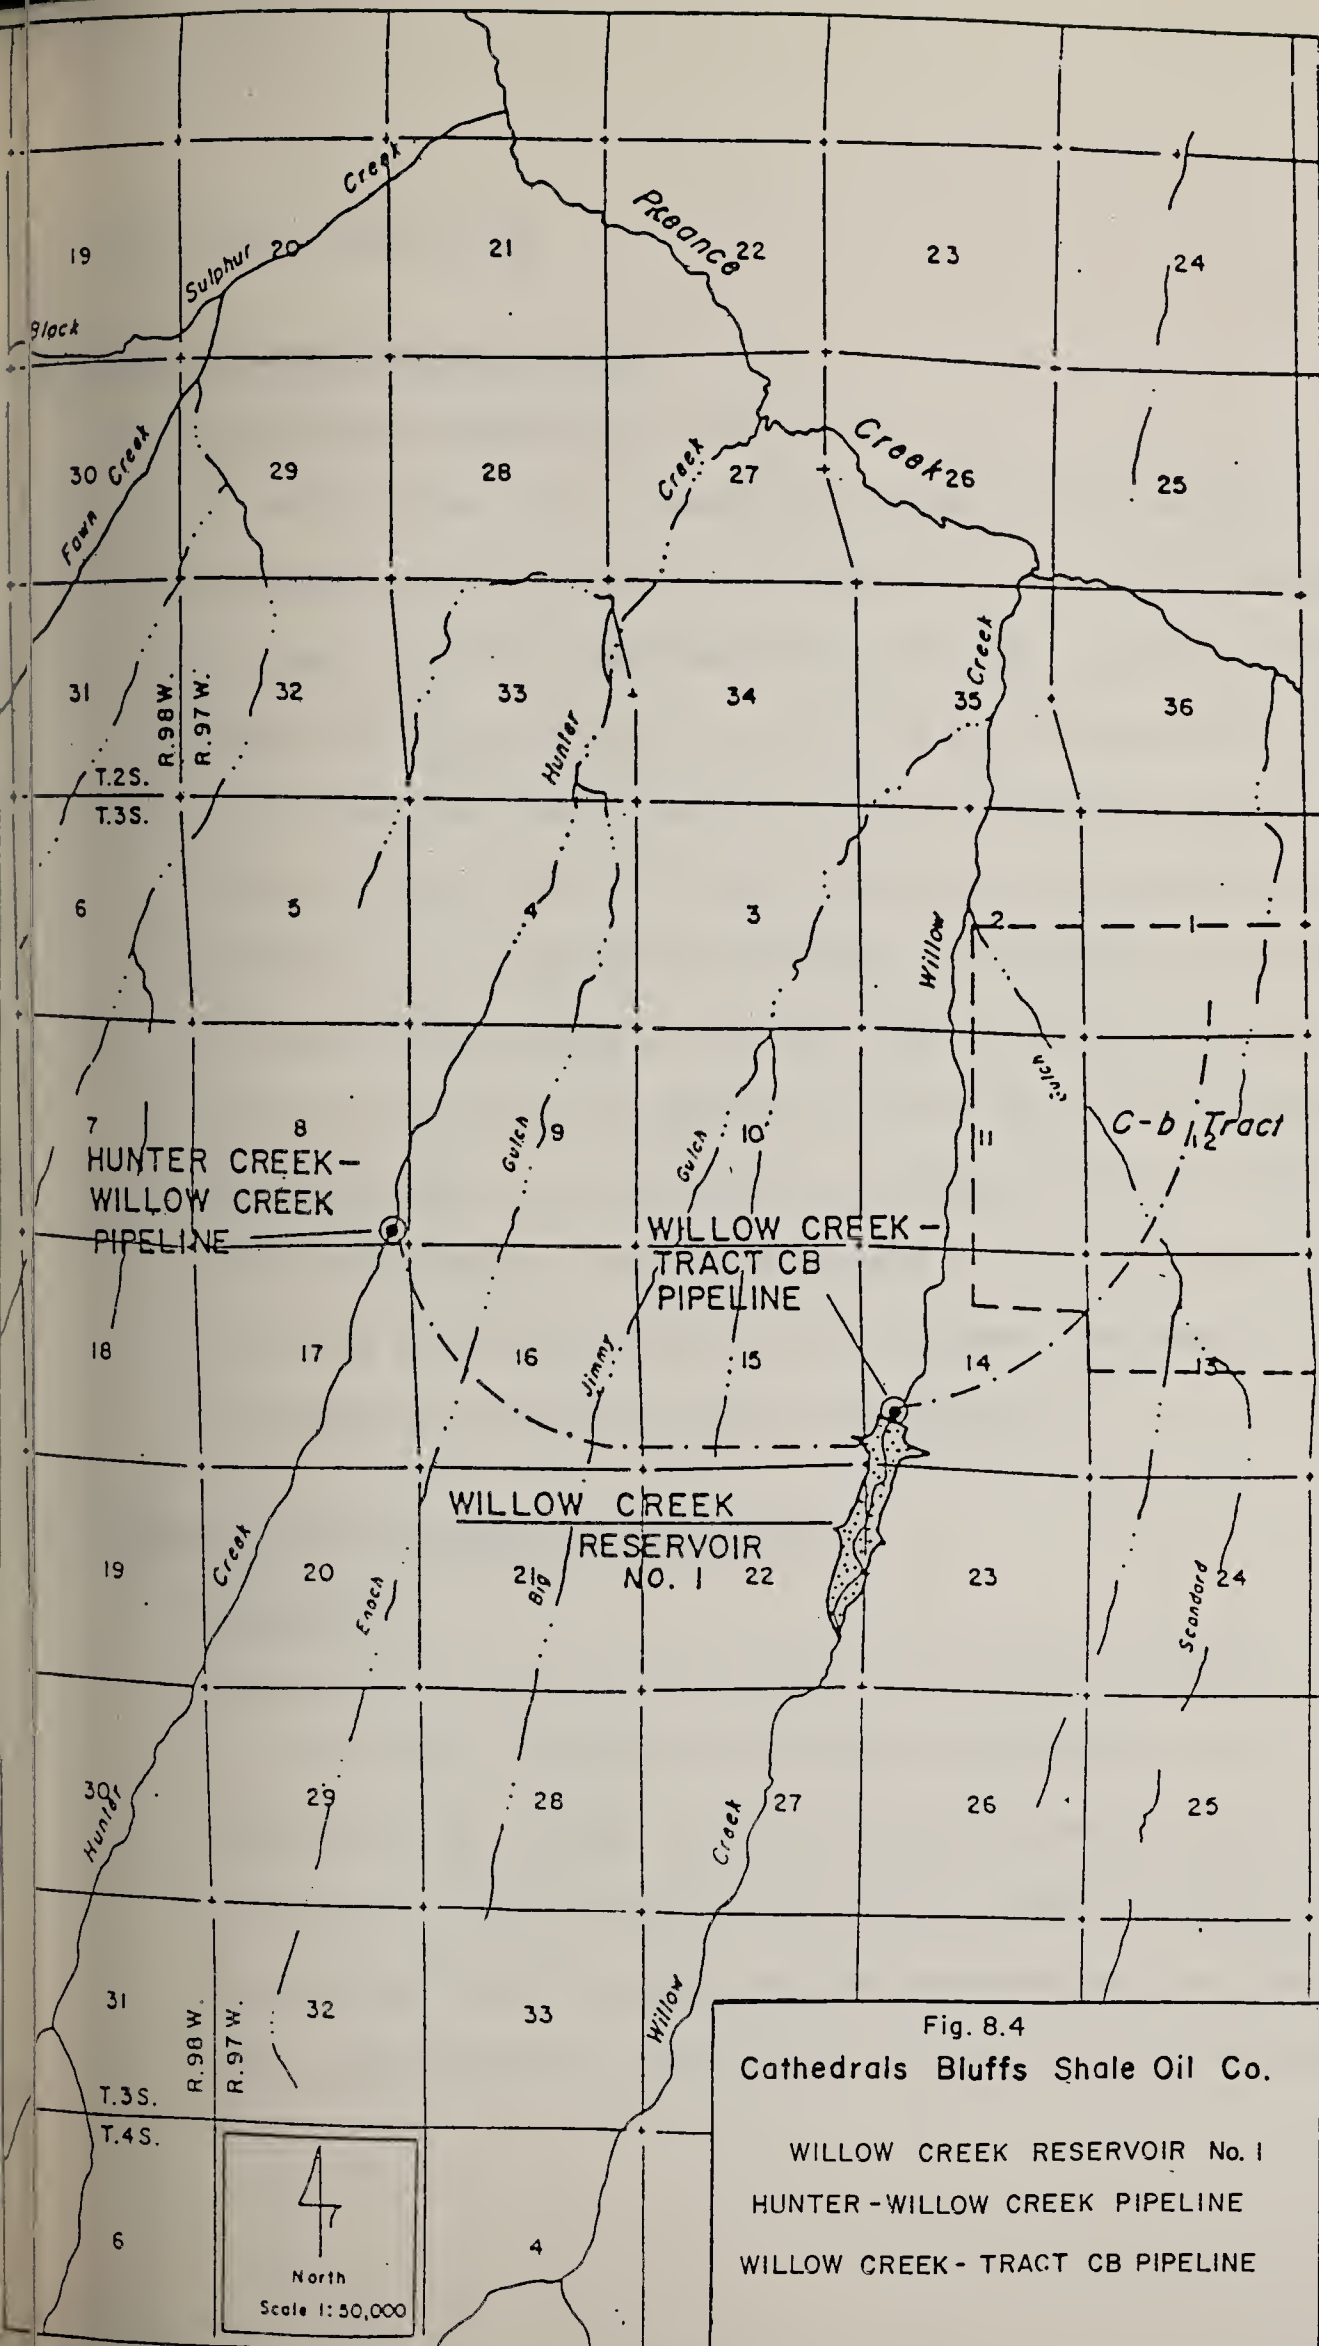 Creek
Piceance
19
Sulphur
20
21
22
23
24
Black
30
Fawn Creek
29
28
Creek
27
Creek
26
25
31
R.98W.
R.97W.
32
33
34
35
Creek
36
Hunter
T.2S.
T.3S.
6
5
4
3
Willow
2
1
Gulch
7
8
Gulch
9
Gulch
10
11
C-b Tract
12
HUNTER CREEK-
WILLOW CREEK
PIPELINE
WILLOW CREEK-
TRACT CB
PIPELINE
18
17
16
Jimmy
15
14
13
WILLOW CREEK
RESERVOIR
NO. 1
19
Creek
20
Enoch
21
Big
22
23
Scandard
24
30
Hunter
29
28
Creek
27
26
25
31
R.98W.
R.97W.
32
33
Willow
T.3S.
T.4S.
6
4
North
Scale 1:50,000
Fig. 8.4
Cathedrals Bluffs Shale Oil Co.
WILLOW CREEK RESERVOIR No. 1
HUNTER-WILLOW CREEK PIPELINE
WILLOW CREEK- TRACT CB PIPELINE